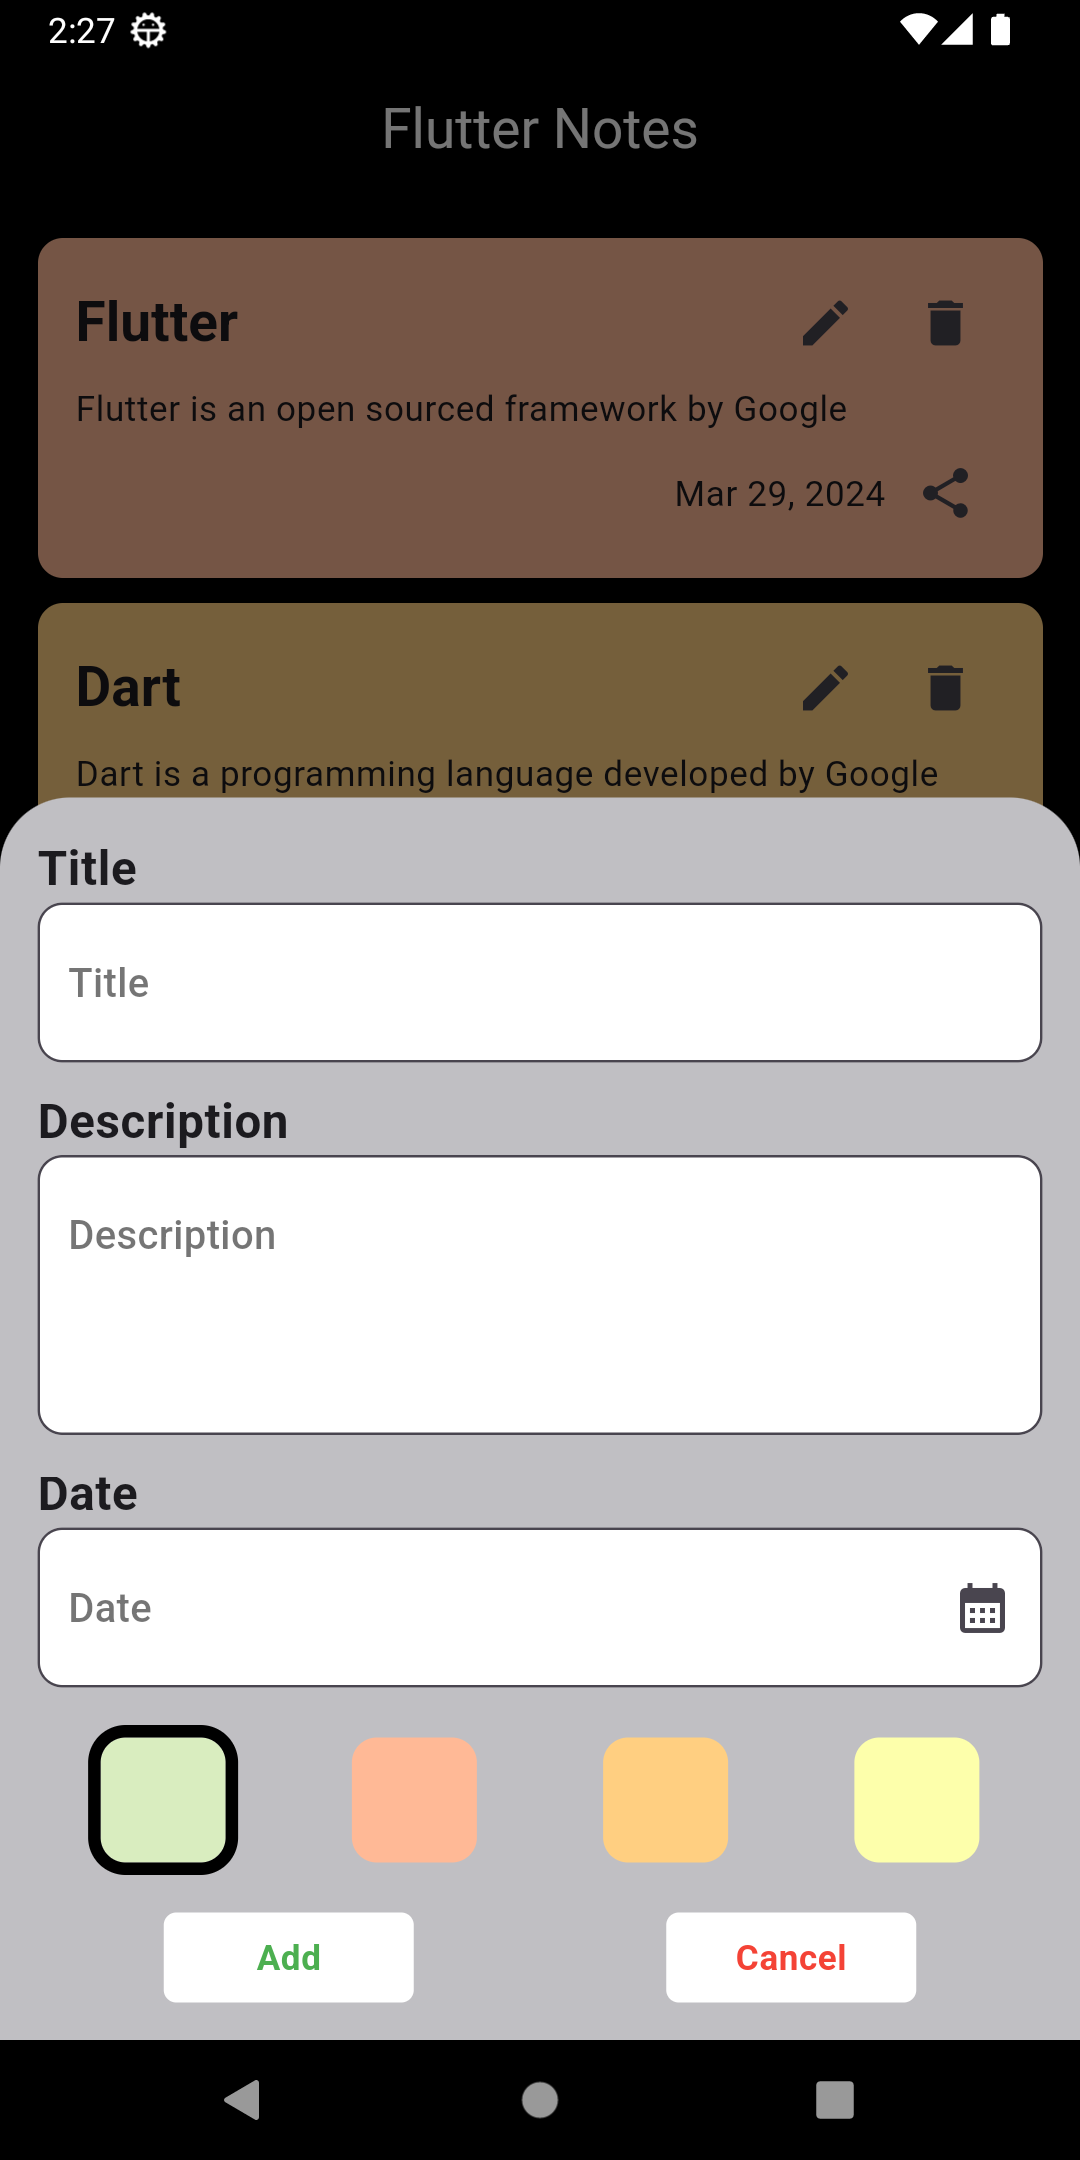 2:27
Flutter Notes
Flutter
Flutter is an open sourced framework by Google
Mar 29, 2024
Dart
Dart is a programming language developed by Google
Title
Title
Description
Description
Date
Date
Add
Cancel